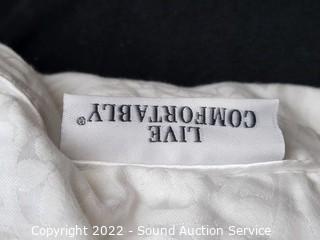 LIVE
COMFORTABLY®
Copyright 2022 - Sound Auction Service